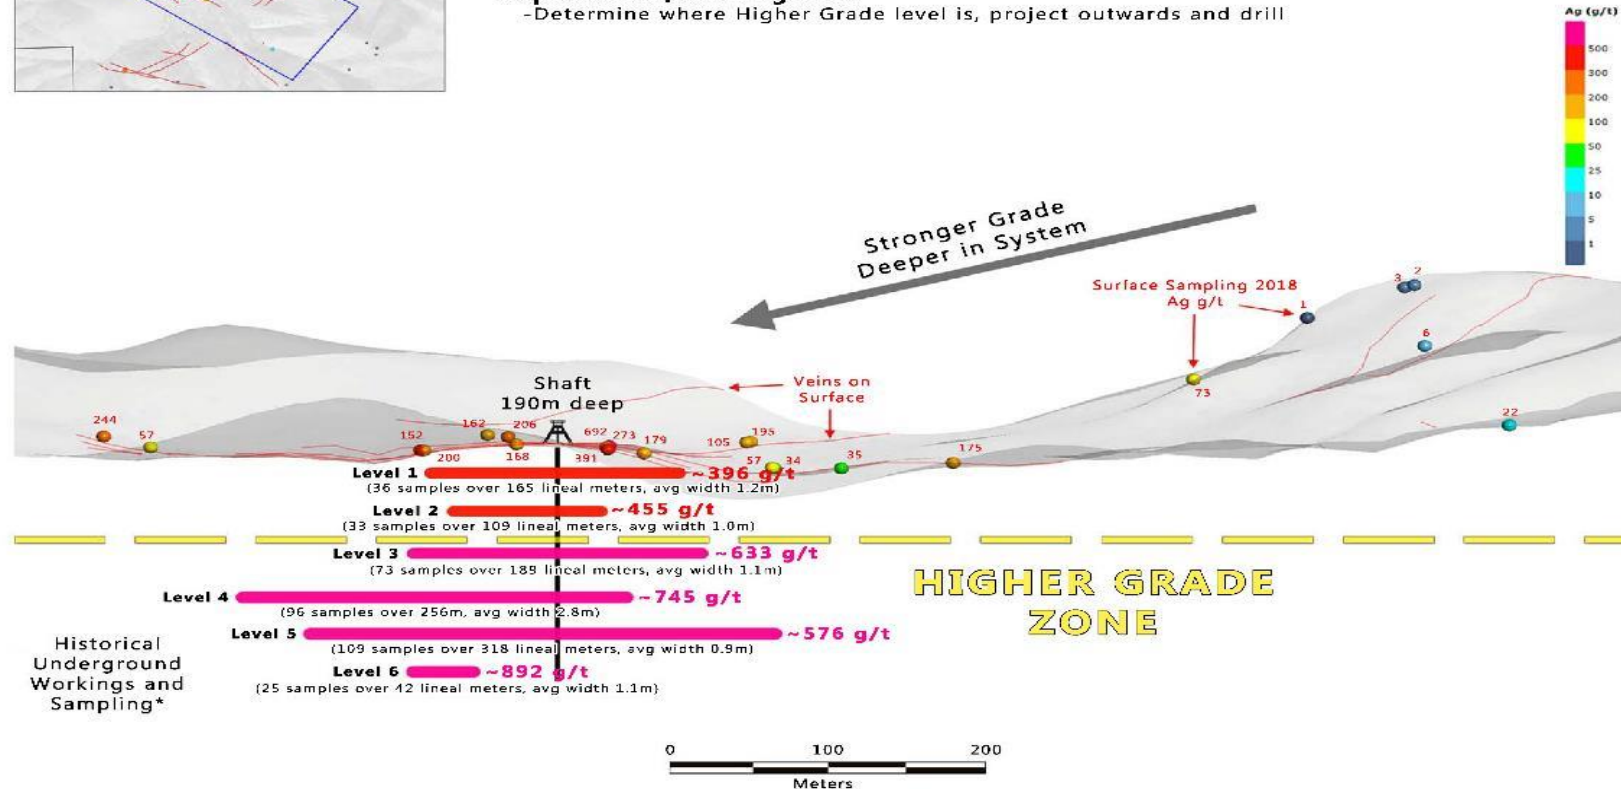 -Determine where Higher Grade level is, project outwards and drill
Ag (g/t)
500
300
200
100
50
25
10
5
1
Stronger Grade
Deeper in System
Surface Sampling 2018
Ag g/t
3
2
1
6
73
22
Veins on
Surface
Shaft
190m deep
244
57
152
200
162
206
168
692
273
391
179
105
195
57
34
35
175
Level 1
~396 g/t
(36 samples over 165 lineal meters, avg width 1.2m)
Level 2
~455 g/t
(33 samples over 109 lineal meters, avg width 1.0m)
Level 3
~633 g/t
(73 samples over 189 lineal meters, avg width 1.1m)
HIGHER GRADE
ZONE
Level 4
~745 g/t
(96 samples over 256m, avg width 2.8m)
Level 5
~576 g/t
(109 samples over 318 lineal meters, avg width 0.9m)
Level 6
~892 g/t
(25 samples over 42 lineal meters, avg width 1.1m)
Historical
Underground
Workings and
Sampling*
0
100
200
Meters